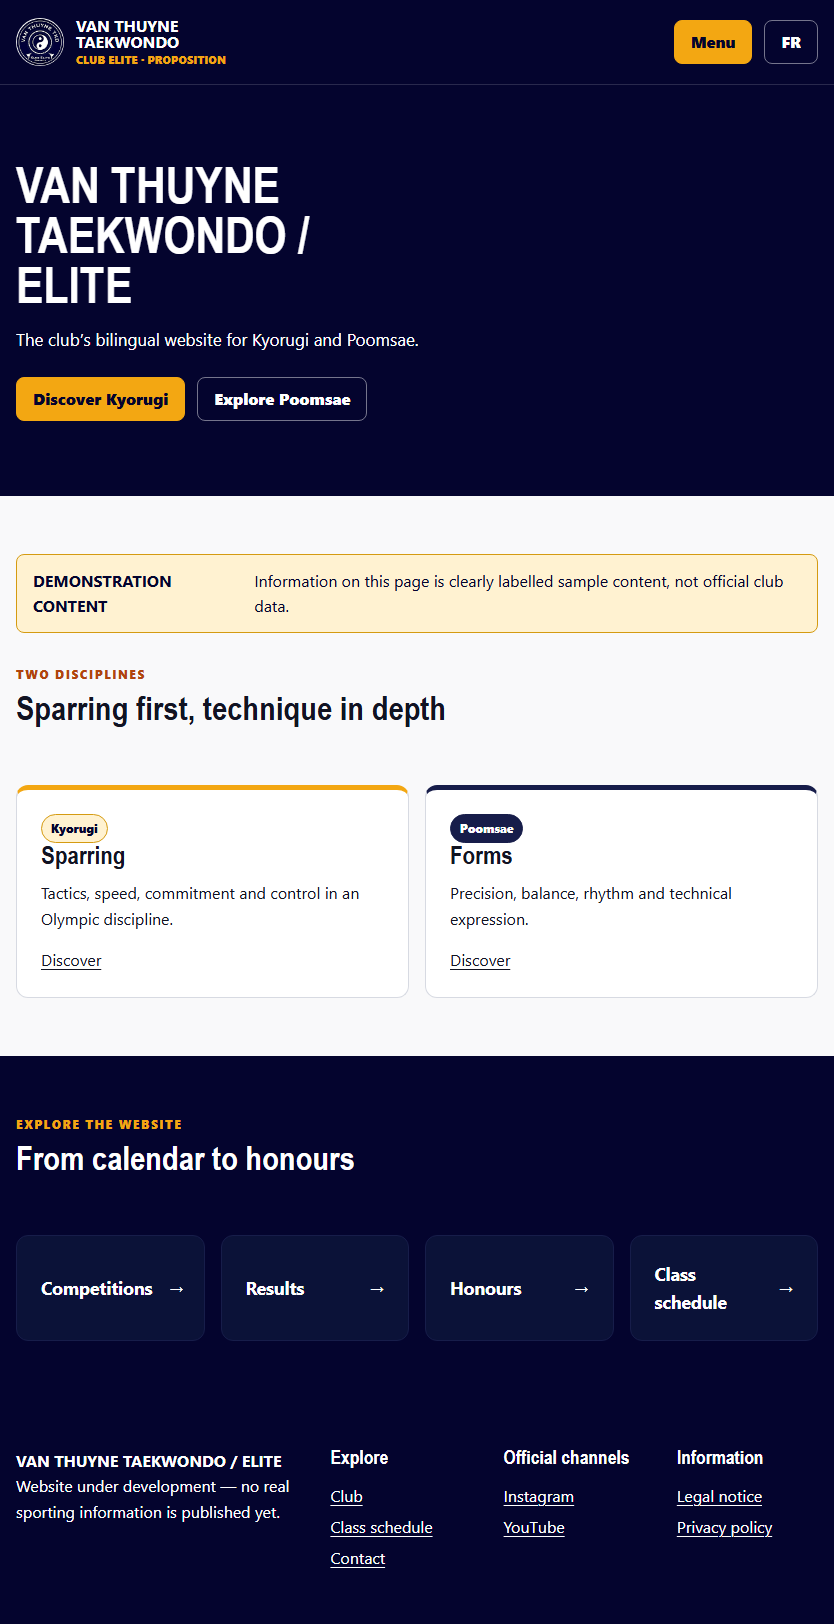 VAN THUYNE
TAEKWONDO
CLUB ELITE · PROPOSITION
Menu
FR
VAN THUYNE
TAEKWONDO /
ELITE
The club’s bilingual website for Kyorugi and Poomsae.
Discover Kyorugi
Explore Poomsae
DEMONSTRATION
CONTENT
Information on this page is clearly labelled sample content, not official club
data.
TWO DISCIPLINES
Sparring first, technique in depth
Kyorugi
Sparring
Tactics, speed, commitment and control in an
Olympic discipline.
Discover
Poomsae
Forms
Precision, balance, rhythm and technical
expression.
Discover
EXPLORE THE WEBSITE
From calendar to honours
Competitions →
Results →
Honours →
Class
schedule →
VAN THUYNE TAEKWONDO / ELITE
Website under development — no real
sporting information is published yet.
Explore
Club
Class schedule
Contact
Official channels
Instagram
YouTube
Information
Legal notice
Privacy policy